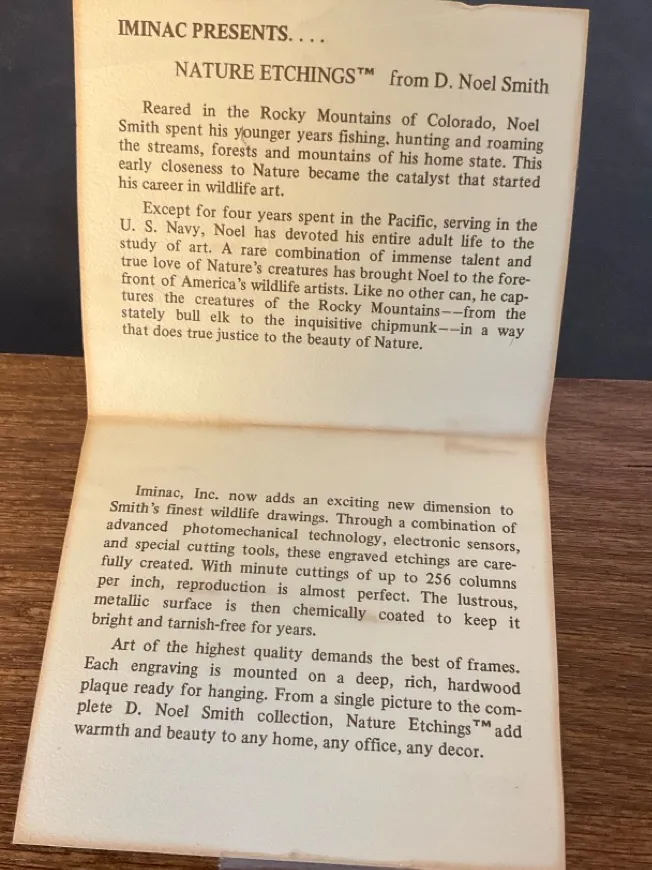 IMINAC PRESENTS. . . .
NATURE ETCHINGS™ from D. Noel Smith
Reared in the Rocky Mountains of Colorado, Noel
Smith spent his younger years fishing, hunting and roaming
the streams, forests and mountains of his home state. This
early closeness to Nature became the catalyst that started
his career in wildlife art.
Except for four years spent in the Pacific, serving in the
U. S. Navy, Noel has devoted his entire adult life to the
study of art. A rare combination of immense talent and
true love of Nature's creatures has brought Noel to the fore-
front of America's wildlife artists. Like no other can, he cap-
tures the creatures of the Rocky Mountains--from the
stately bull elk to the inquisitive chipmunk--in a way
that does true justice to the beauty of Nature.
Iminac, Inc. now adds an exciting new dimension to
Smith's finest wildlife drawings. Through a combination of
advanced photomechanical technology, electronic sensors,
and special cutting tools, these engraved etchings are care-
fully created. With minute cuttings of up to 256 columns
per inch, reproduction is almost perfect. The lustrous,
metallic surface is then chemically coated to keep it
bright and tarnish-free for years.
Art of the highest quality demands the best of frames.
Each engraving is mounted on a deep, rich, hardwood
plaque ready for hanging. From a single picture to the com-
plete D. Noel Smith collection, Nature Etchings™ add
warmth and beauty to any home, any office, any decor.